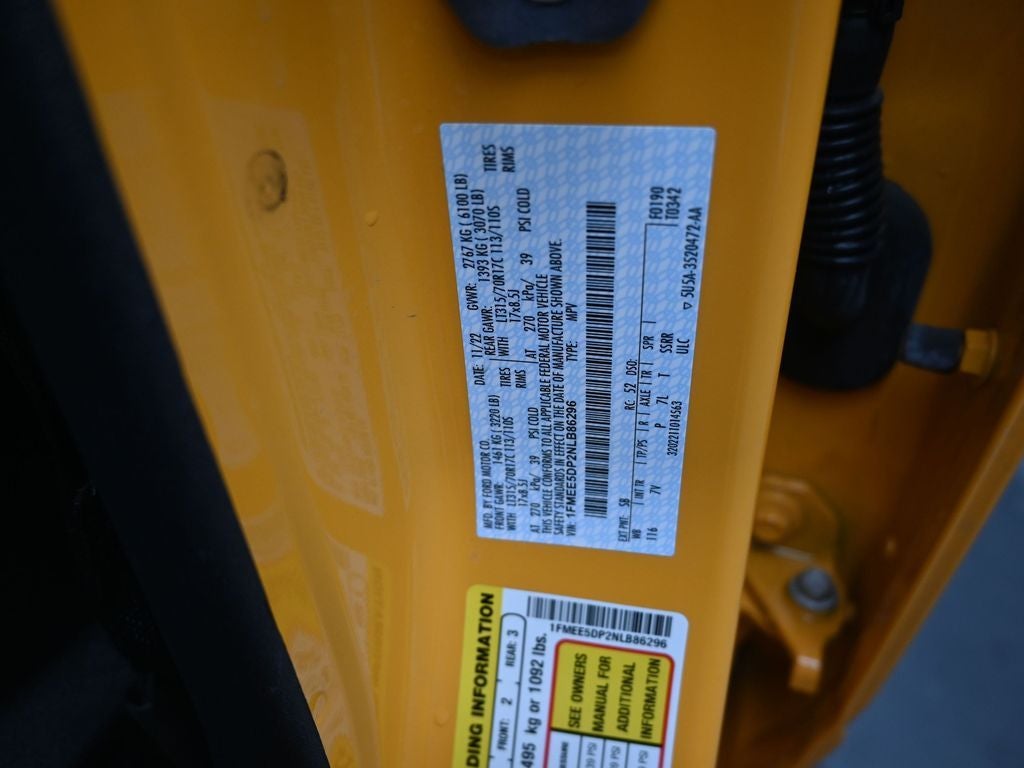 MFD. BY FORD MOTOR CO. DATE: 11/22 GVWR: 2767 KG ( 6100 LB)
FRONT GAWR: 1461 KG ( 3220 LB) REAR GAWR: 1393 KG ( 3070 LB)
WITH LT315/70R17C 113/110S TIRES WITH LT315/70R17C 113/110S TIRES
17x8.5J RIMS 17x8.5J RIMS
AT 270 kPa/ 39 PSI COLD AT 270 kPa/ 39 PSI COLD
THIS VEHICLE CONFORMS TO ALL APPLICABLE FEDERAL MOTOR VEHICLE
SAFETY STANDARDS IN EFFECT ON THE DATE OF MANUFACTURE SHOWN ABOVE.
VIN: 1FMEE5DP2NLB86296 TYPE: MPV
EXT PNT: SB RC: 52 DSO:
WB INT TR TP/PS R AXLE TR SPR F0190
116 7V P 7L T SSRR T0342
3202211014563 ULC
▽ 5U5A-3520472-AA
DING INFORMATION
FRONT: 2 REAR: 3
495 kg or 1092 lbs.
1FMEE5DP2NLB86296
SEE OWNERS
MANUAL FOR
ADDITIONAL
INFORMATION
39 PSI
PSI
PSI